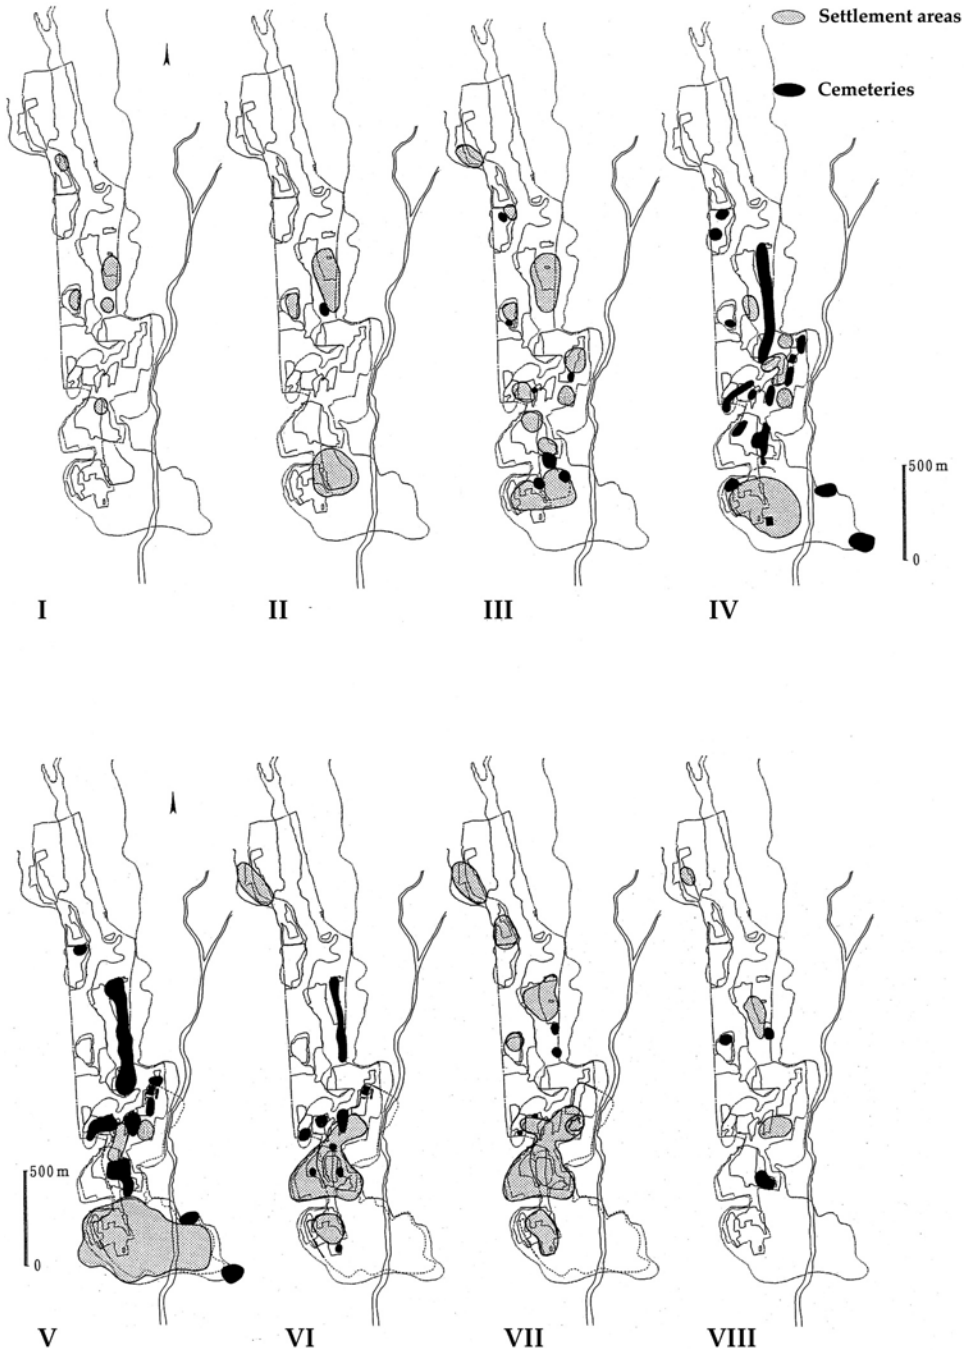 Settlement areas
Cemeteries
500 m
0
I
II
III
IV
500 m
0
V
VI
VII
VIII